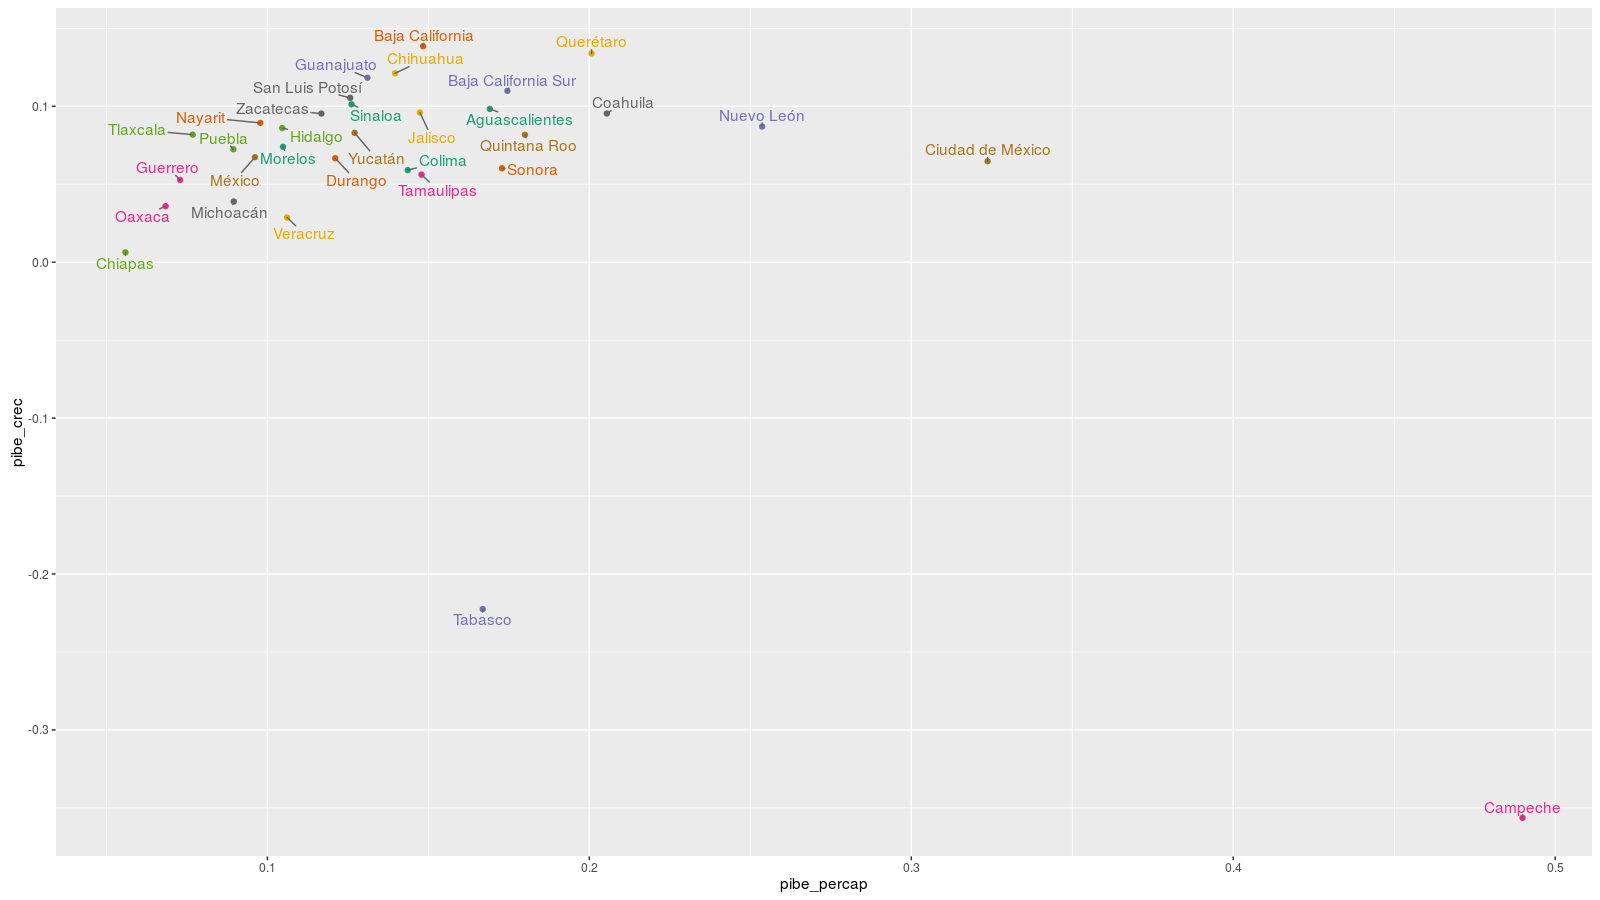 Baja California
Querétaro
Chihuahua
Guanajuato
Baja California Sur
San Luis Potosí
Coahuila
0.1
Zacatecas
Sinaloa
Nuevo León
Nayarit
Aguascalientes
Tlaxcala
Puebla
Hidalgo
Jalisco
Quintana Roo
Ciudad de México
Morelos
Yucatán
Colima
Guerrero
Sonora
México
Durango
Tamaulipas
Oaxaca
Michoacán
Veracruz
0.0
Chiapas
-0.1
pibe_crec
-0.2
Tabasco
-0.3
Campeche
0.1
0.2
0.3
0.4
0.5
pibe_percap